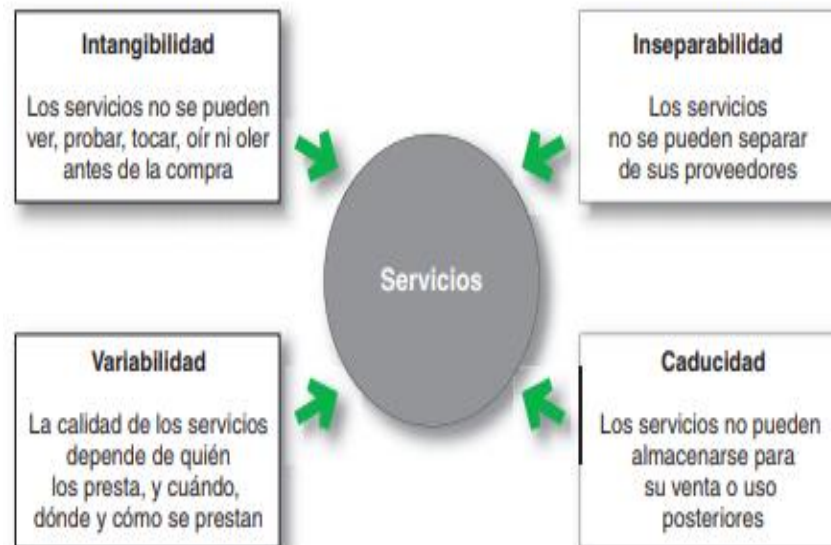 Intangibilidad
Los servicios no se pueden
ver, probar, tocar, oír ni oler
antes de la compra
Inseparabilidad
Los servicios
no se pueden separar
de sus proveedores
Servicios
Variabilidad
La calidad de los servicios
depende de quién
los presta, y cuándo,
dónde y cómo se prestan
Caducidad
Los servicios no pueden
almacenarse para
su venta o uso
posteriores